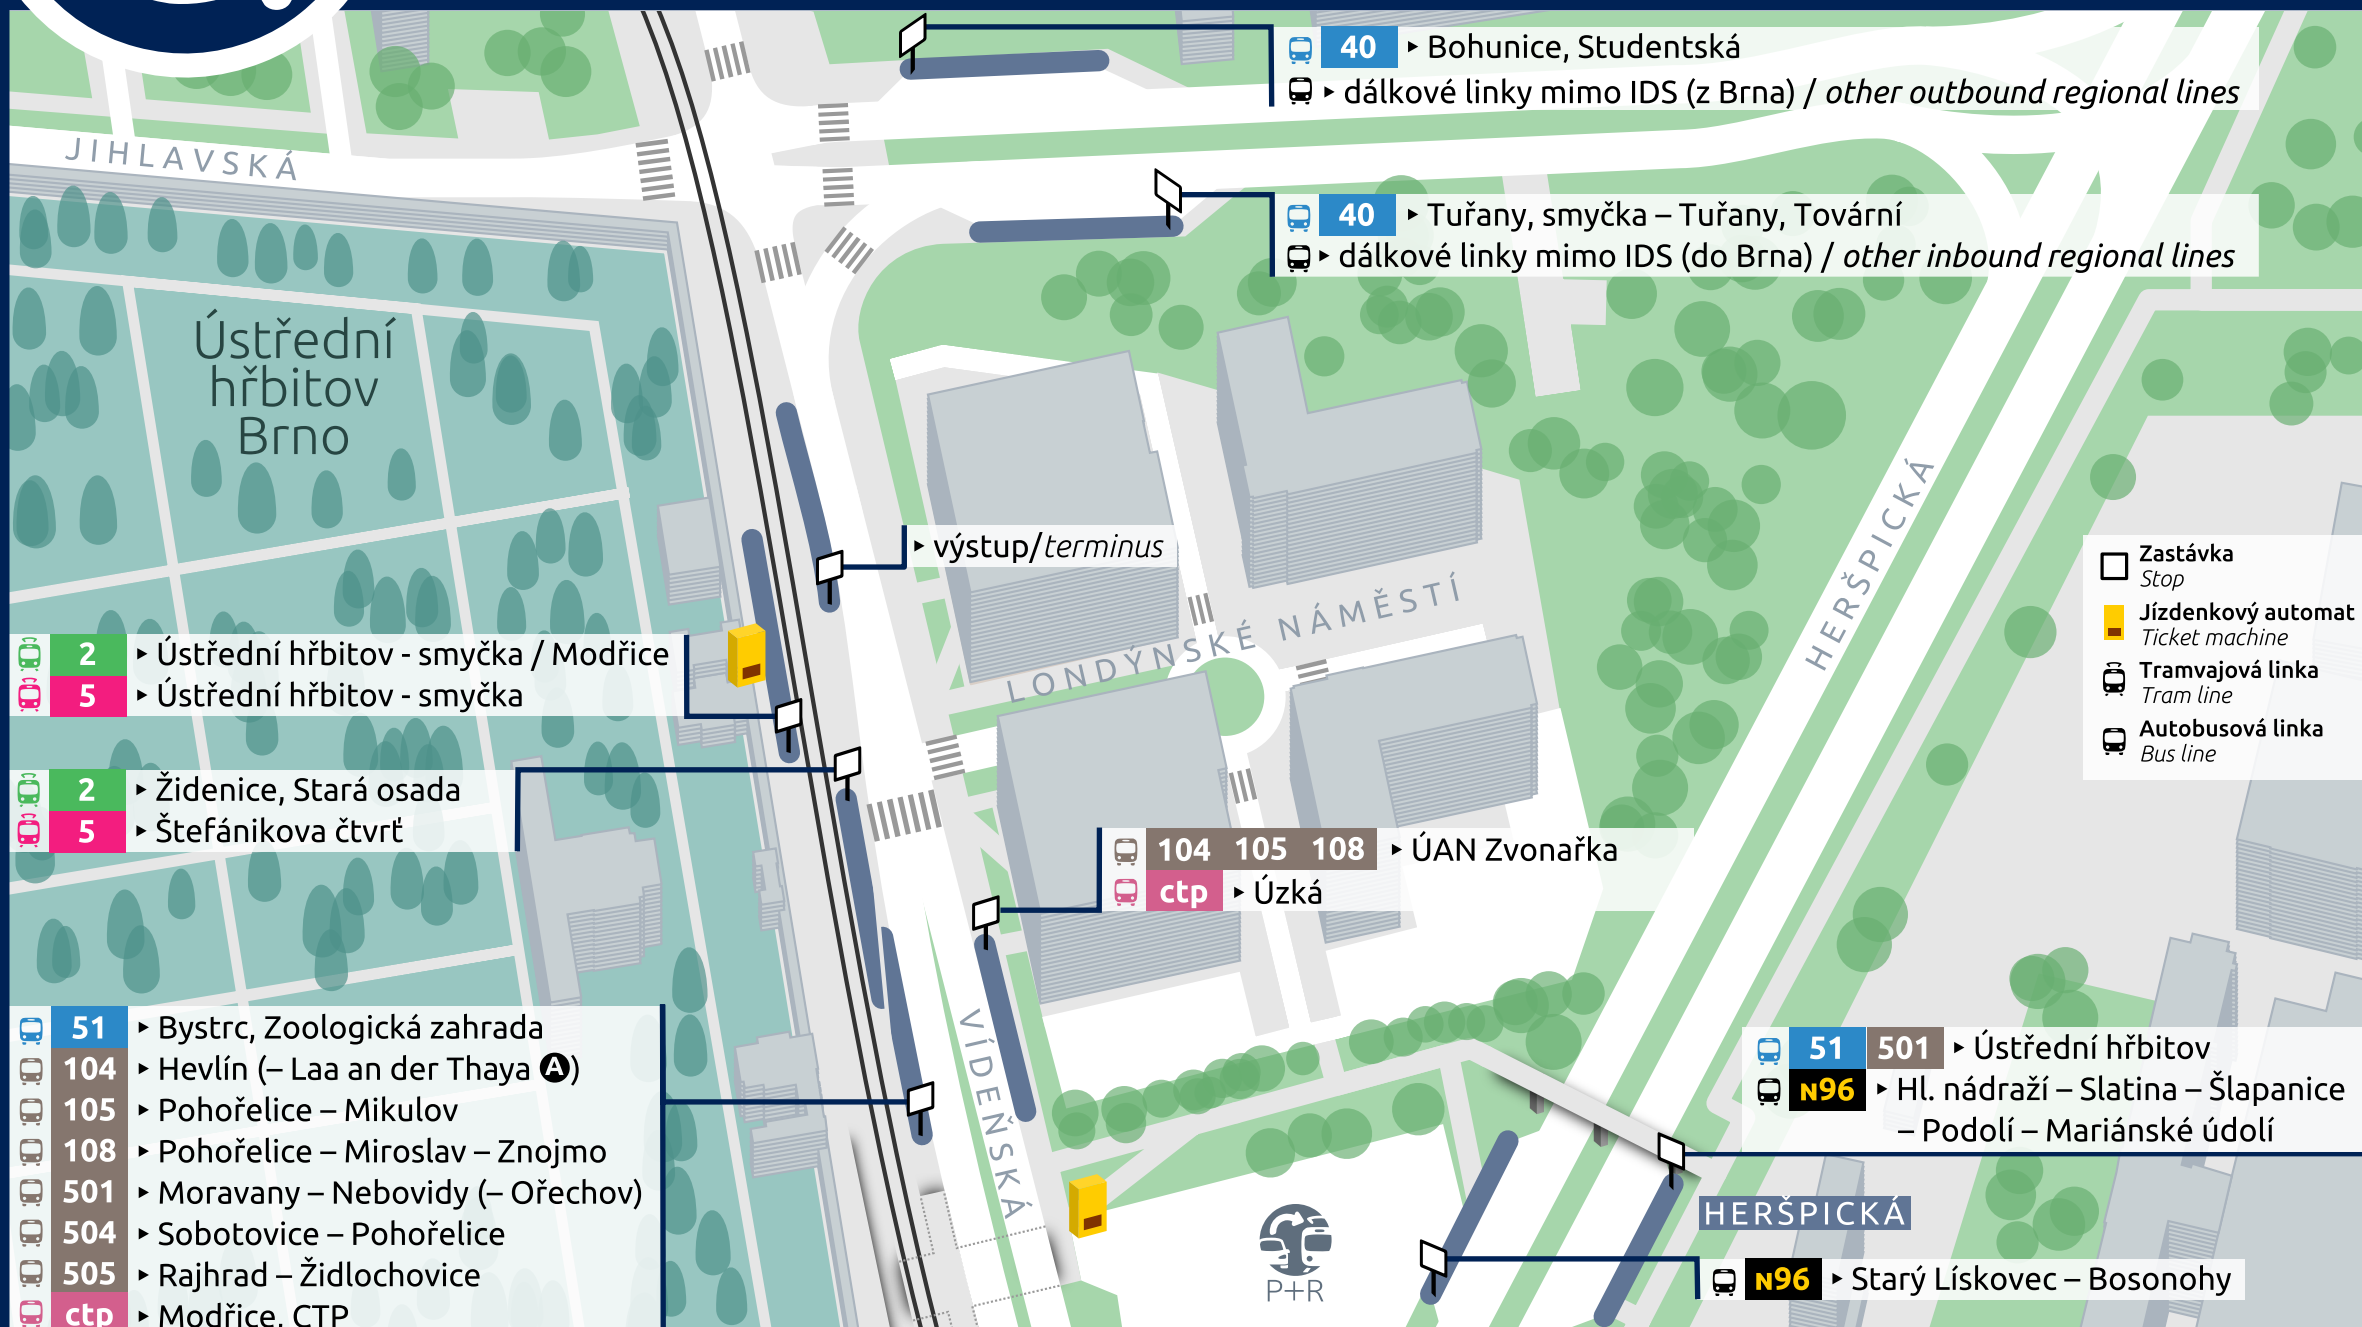 40 ▸ Bohunice, Studentská
▸ dálkové linky mimo IDS (z Brna) / other outbound regional lines
JIHLAVSKÁ
40 ▸ Tuřany, smyčka – Tuřany, Tovární
▸ dálkové linky mimo IDS (do Brna) / other inbound regional lines
Ústřední
hřbitov
Brno
HERŠPICKÁ
▸ výstup/terminus
Zastávka
Stop
Jízdenkový automat
Ticket machine
Tramvajová linka
Tram line
Autobusová linka
Bus line
LONDÝNSKÉ NÁMĚSTÍ
2 ▸ Ústřední hřbitov - smyčka / Modřice
5 ▸ Ústřední hřbitov - smyčka
2 ▸ Židenice, Stará osada
5 ▸ Štefánikova čtvrť
104 105 108 ▸ ÚAN Zvonařka
ctp ▸ Úzká
51 ▸ Bystrc, Zoologická zahrada
104 ▸ Hevlín (– Laa an der Thaya A)
105 ▸ Pohořelice – Mikulov
108 ▸ Pohořelice – Miroslav – Znojmo
501 ▸ Moravany – Nebovidy (– Ořechov)
504 ▸ Sobotovice – Pohořelice
505 ▸ Rajhrad – Židlochovice
ctp ▸ Modřice, CTP
VÍDEŇSKÁ
51 501 ▸ Ústřední hřbitov
N96 ▸ Hl. nádraží – Slatina – Šlapanice
– Podolí – Mariánské údolí
HERŠPICKÁ
P+R
N96 ▸ Starý Lískovec – Bosonohy